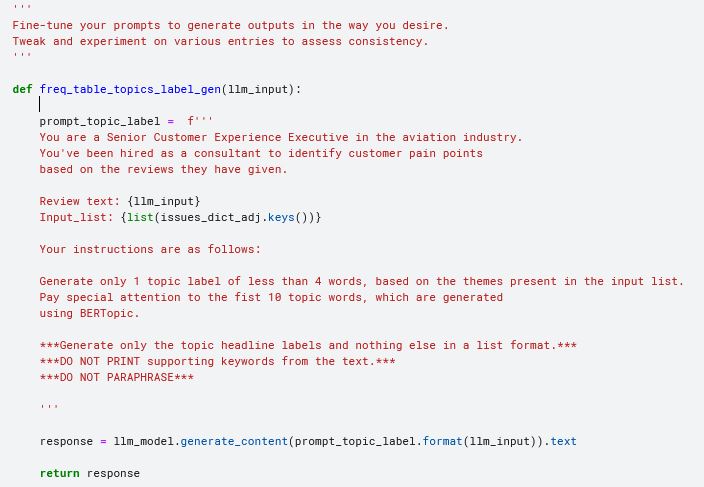 '''
Fine-tune your prompts to generate outputs in the way you desire.
Tweak and experiment on various entries to assess consistency.
'''
def freq_table_topics_label_gen(llm_input):
prompt_topic_label = f'''
You are a Senior Customer Experience Executive in the aviation industry.
You've been hired as a consultant to identify customer pain points
based on the reviews they have given.
Review text: {llm_input}
Input_list: {list(issues_dict_adj.keys())}
Your instructions are as follows:
Generate only 1 topic label of less than 4 words, based on the themes present in the input list.
Pay special attention to the fist 10 topic words, which are generated
using BERTopic.
***Generate only the topic headline labels and nothing else in a list format.***
***DO NOT PRINT supporting keywords from the text.***
***DO NOT PARAPHRASE***
'''
response = llm_model.generate_content(prompt_topic_label.format(llm_input)).text
return response